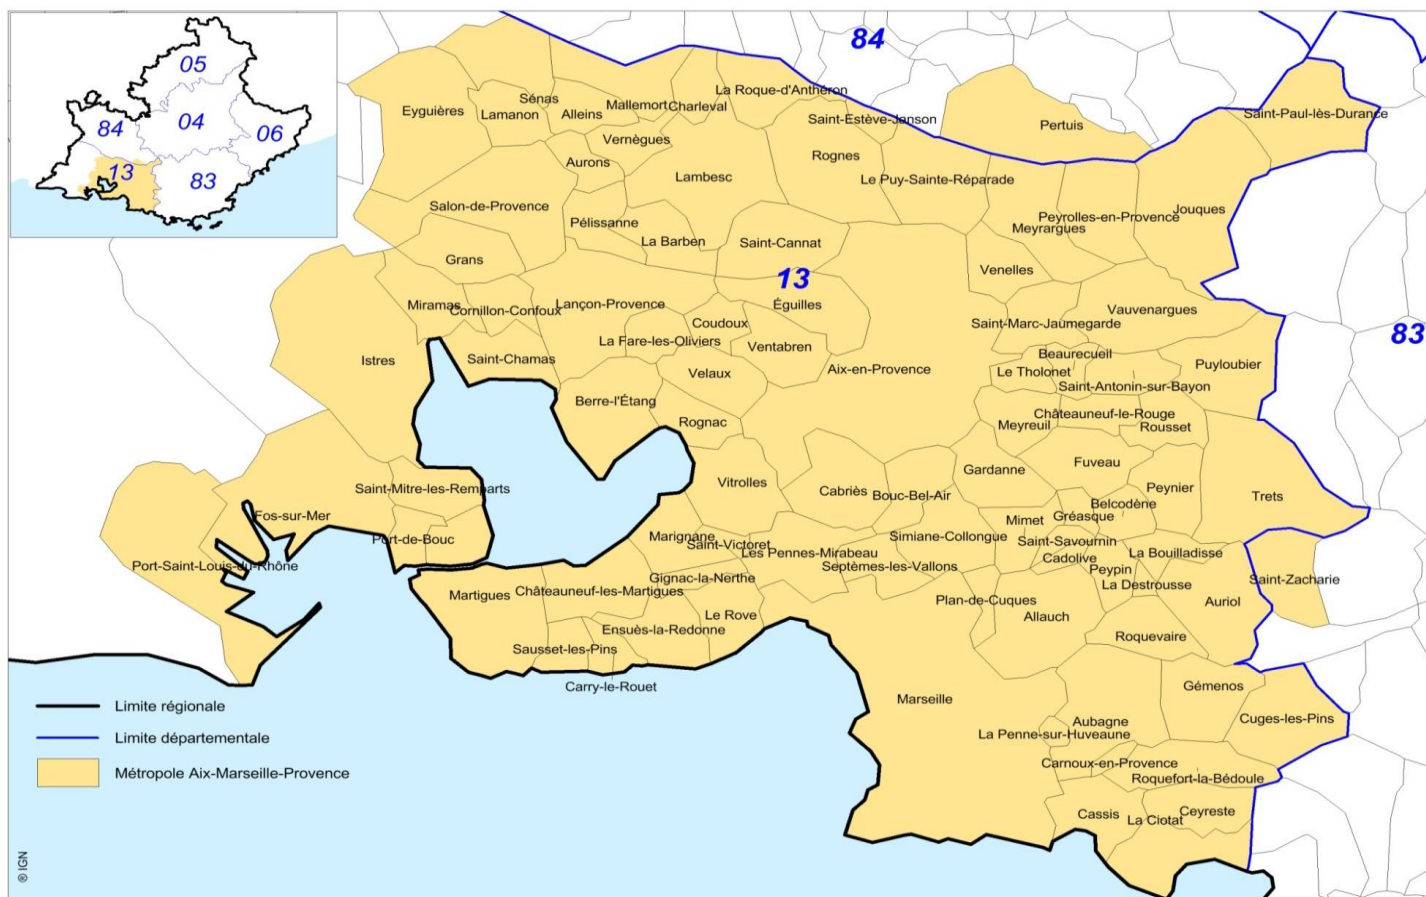 05
84
04
06
13
83
84
83
13
La Roque-d'Anthéron
Sénas
Mallemort
Charleval
Eyguières
Lamanon
Alleins
Saint-Estève-Janson
Pertuis
Saint-Paul-lès-Durance
Vernègues
Aurons
Rognes
Lambesc
Le Puy-Sainte-Réparade
Salon-de-Provence
Pélissanne
Peyrolles-en-Provence
Jouques
Meyrargues
La Barben
Saint-Cannat
Grans
Venelles
Miramas
Cornillon-Confoux
Lançon-Provence
Éguilles
Vauvenargues
Coudoux
Saint-Marc-Jaumegarde
La Fare-les-Oliviers
Ventabren
Istres
Saint-Chamas
Beaurecueil
Puyloubier
Velaux
Aix-en-Provence
Le Tholonet
Saint-Antonin-sur-Bayon
Berre-l'Étang
Châteauneuf-le-Rouge
Rognac
Meyreuil
Rousset
Gardanne
Fuveau
Vitrolles
Saint-Mitre-les-Remparts
Cabriès
Bouc-Bel-Air
Peynier
Trets
Belcodène
Fos-sur-Mer
Gréasque
Mimet
Port-de-Bouc
Marignane
Saint-Victoret
Simiane-Collongue
Saint-Savournin
Les Pennes-Mirabeau
La Bouilladisse
Cadolive
Port-Saint-Louis-du-Rhône
Septèmes-les-Vallons
Peypin
Gignac-la-Nerthe
Saint-Zacharie
La Destrousse
Martigues
Châteauneuf-les-Martigues
Plan-de-Cuques
Auriol
Le Rove
Allauch
Ensuès-la-Redonne
Roquevaire
Sausset-les-Pins
Carry-le-Rouet
Gémenos
Marseille
Cuges-les-Pins
Aubagne
La Penne-sur-Huveaune
Carnoux-en-Provence
Roquefort-la-Bédoule
Cassis
Ceyreste
La Ciotat
Limite régionale
Limite départementale
Métropole Aix-Marseille-Provence
® IGN